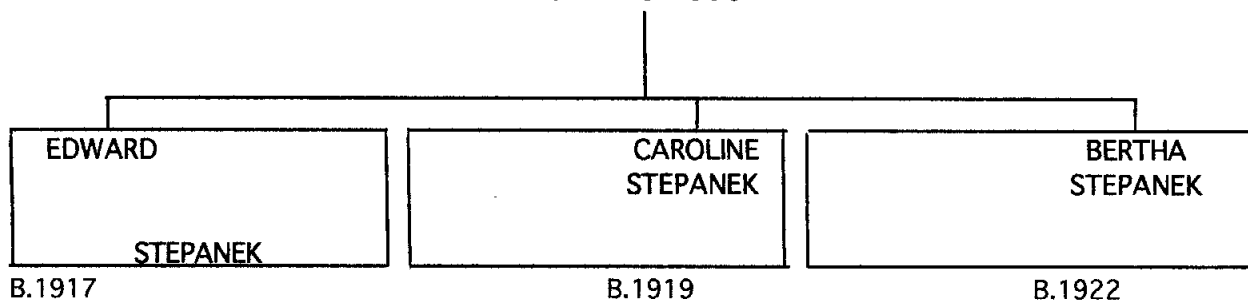 EDWARD
STEPANEK
B.1917
CAROLINE
STEPANEK
B.1919
BERTHA
STEPANEK
B.1922